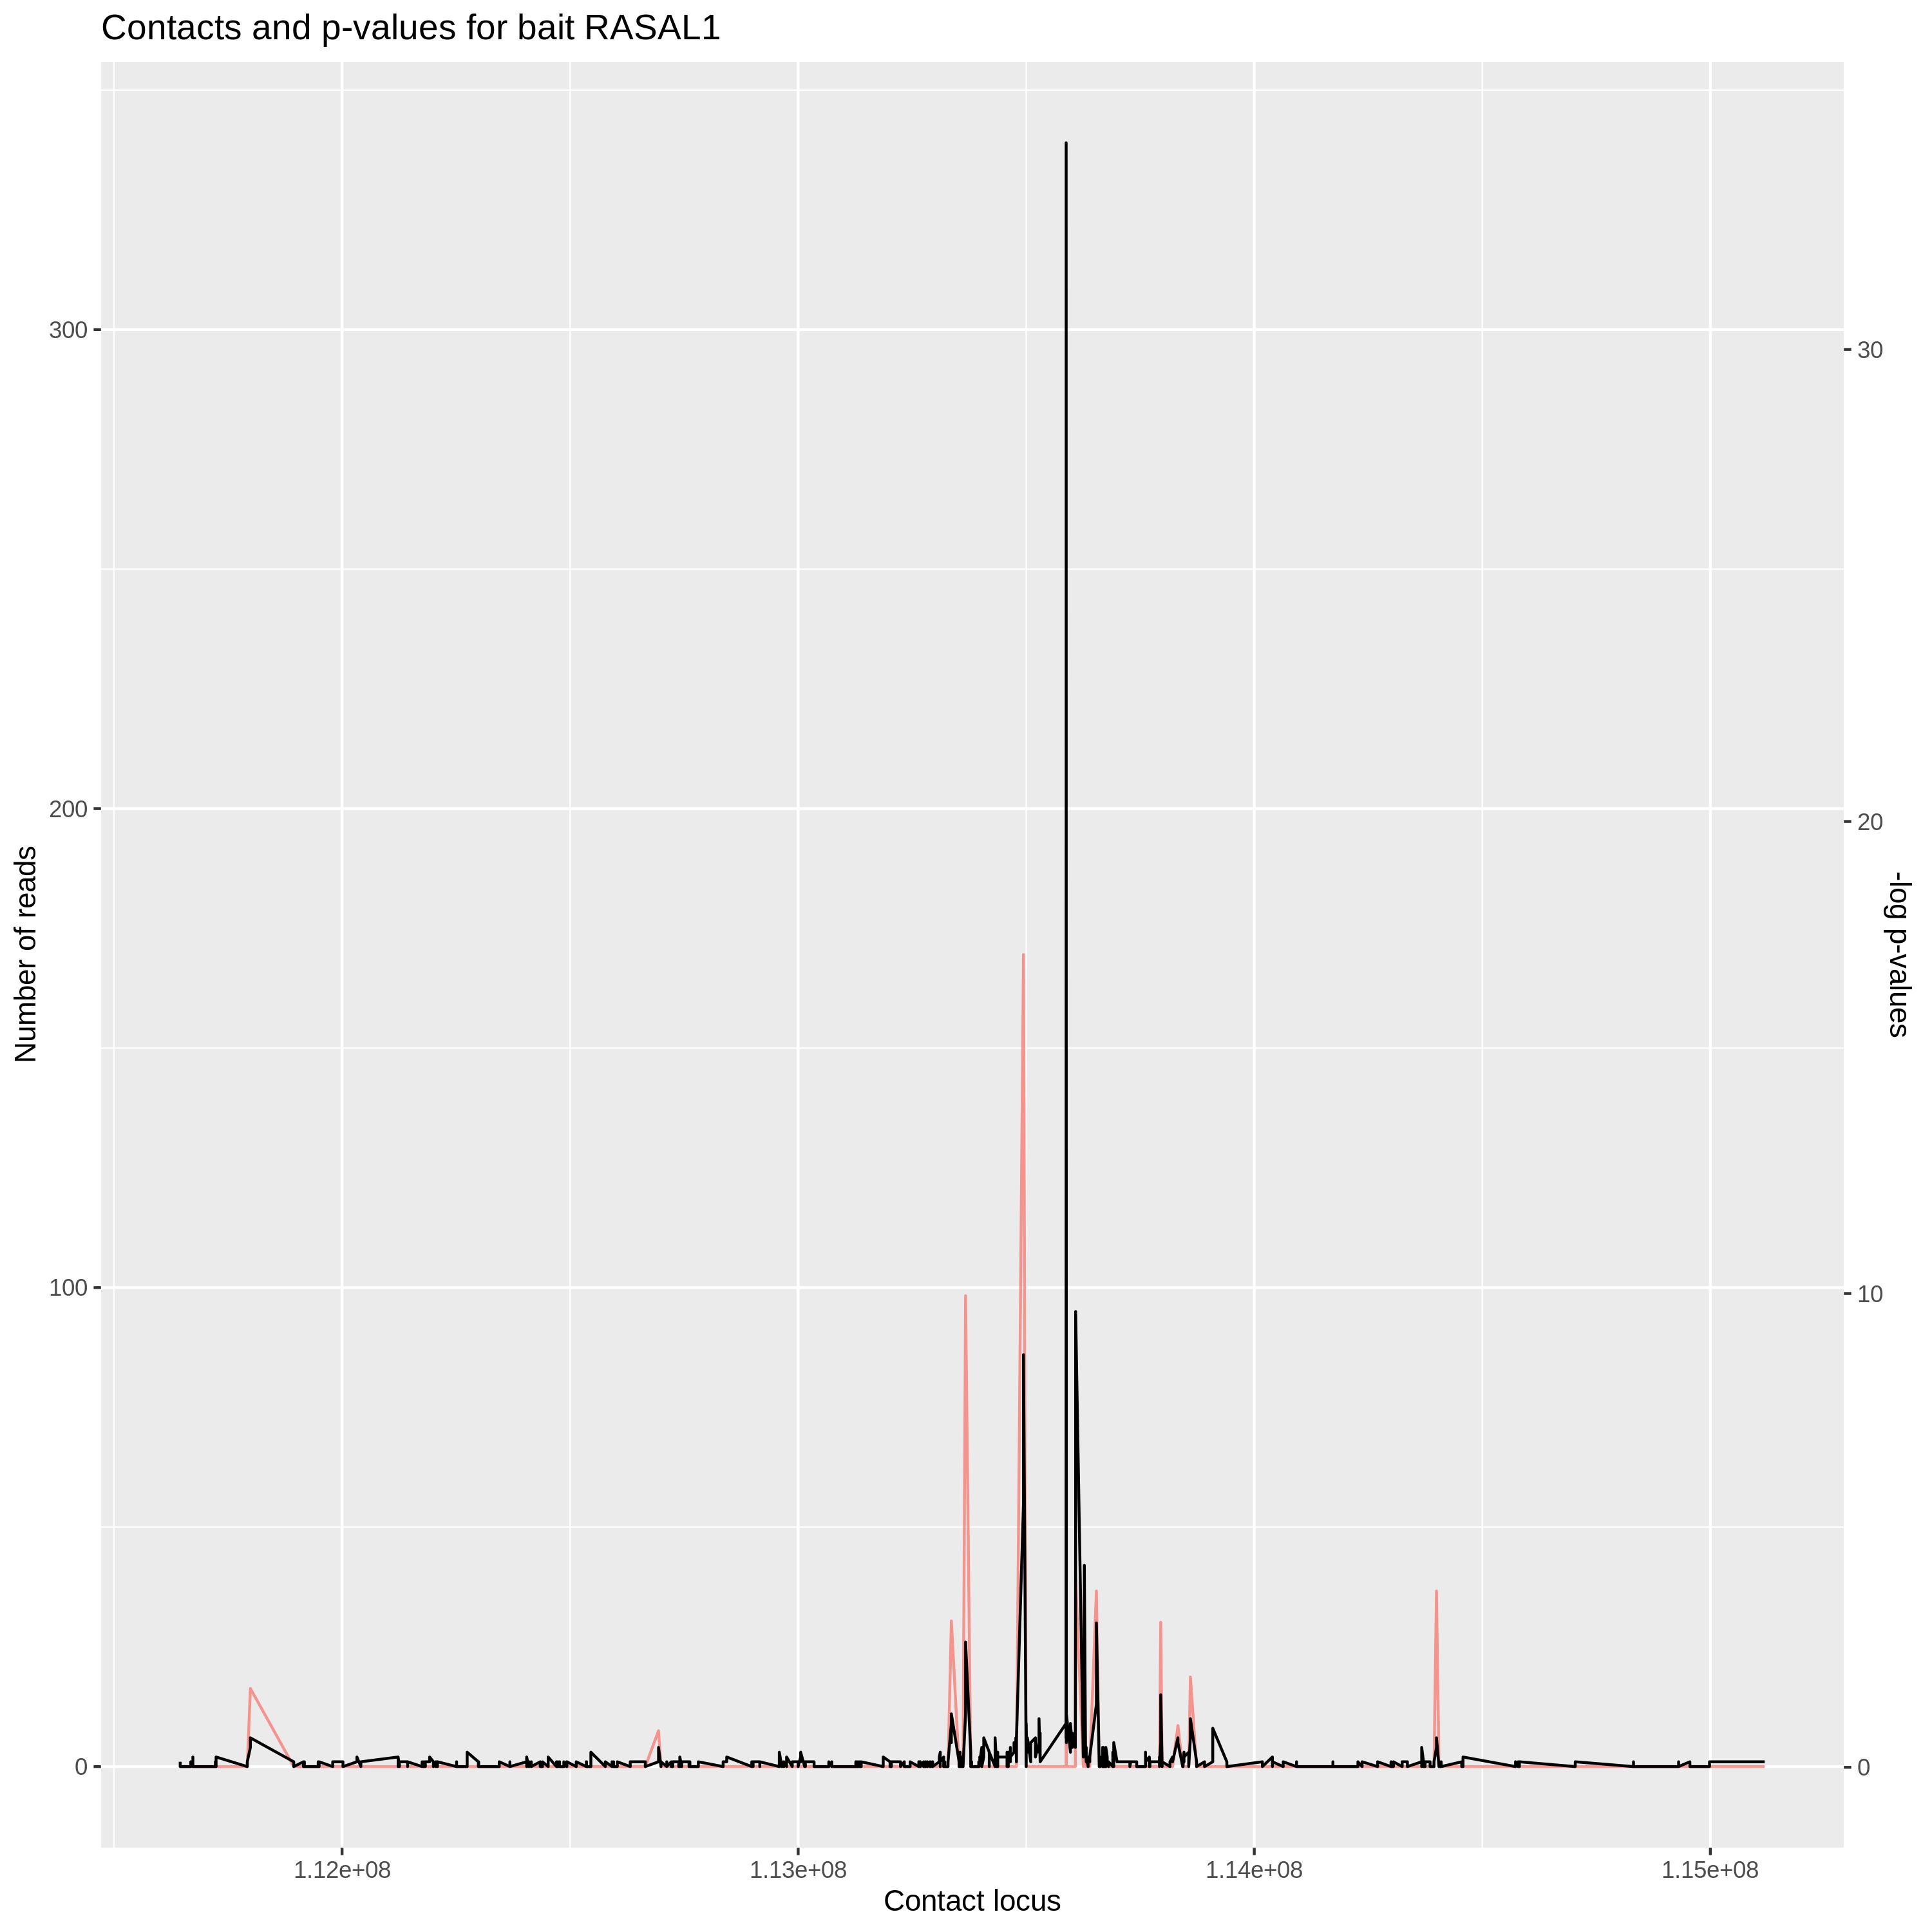 Contacts and p-values for bait RASAL1
300
200
100
0
Number of reads
30
20
10
0
-log p-values
1.12e+08
1.13e+08
1.14e+08
1.15e+08
Contact locus